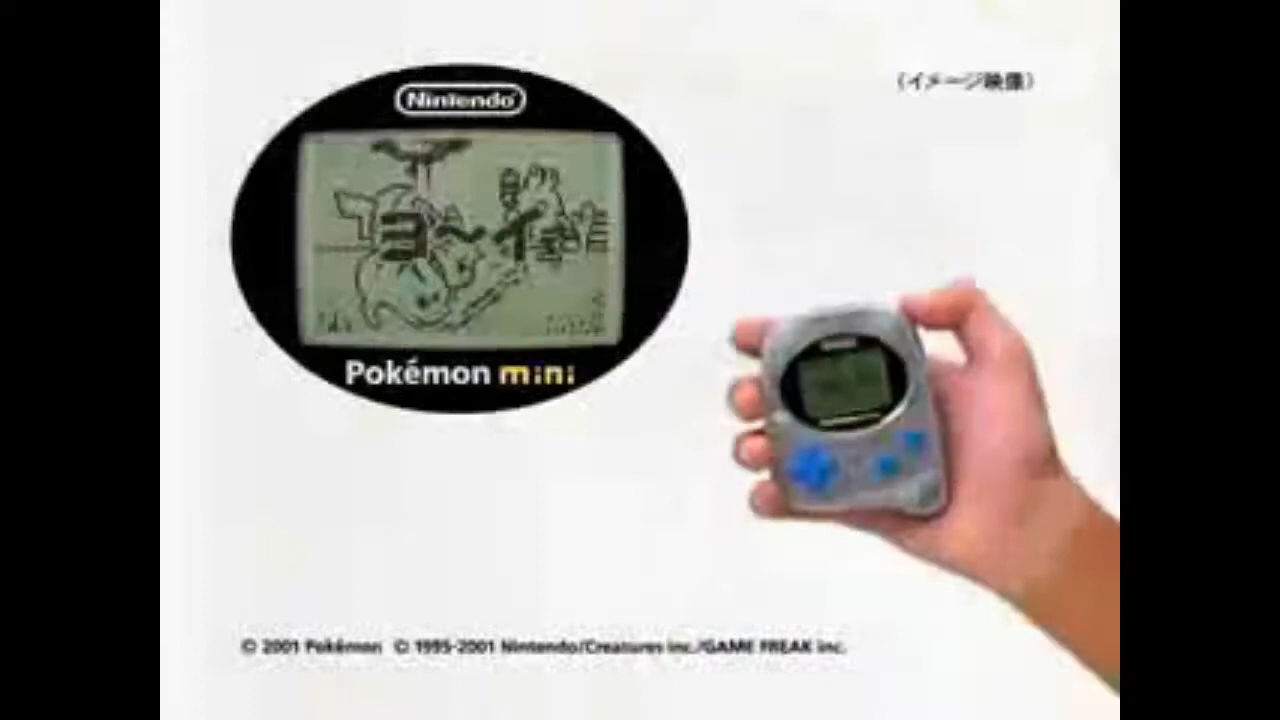 Nintendo
(イメージ映像)
ヨ〜イ
Pokémon mini
© 2001 Pokémon © 1995-2001 Nintendo/Creatures inc./GAME FREAK inc.